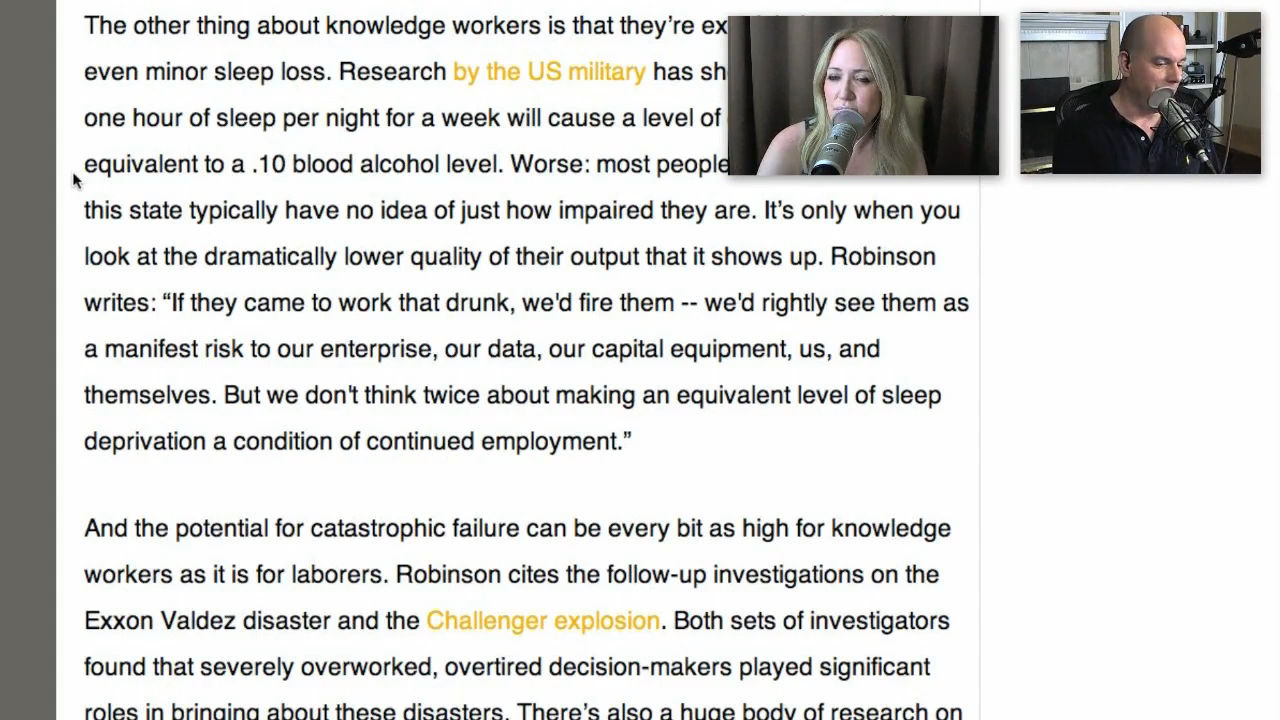 The other thing about knowledge workers is that they’re
even minor sleep loss. Research by the US military has
one hour of sleep per night for a week will cause a level of
equivalent to a .10 blood alcohol level. Worse: most people
this state typically have no idea of just how impaired they are. It’s only when you
look at the dramatically lower quality of their output that it shows up. Robinson
writes: “If they came to work that drunk, we'd fire them -- we'd rightly see them as
a manifest risk to our enterprise, our data, our capital equipment, us, and
themselves. But we don't think twice about making an equivalent level of sleep
deprivation a condition of continued employment.”
And the potential for catastrophic failure can be every bit as high for knowledge
workers as it is for laborers. Robinson cites the follow-up investigations on the
Exxon Valdez disaster and the Challenger explosion. Both sets of investigators
found that severely overworked, overtired decision-makers played significant
roles in bringing about these disasters. There’s also a huge body of research on